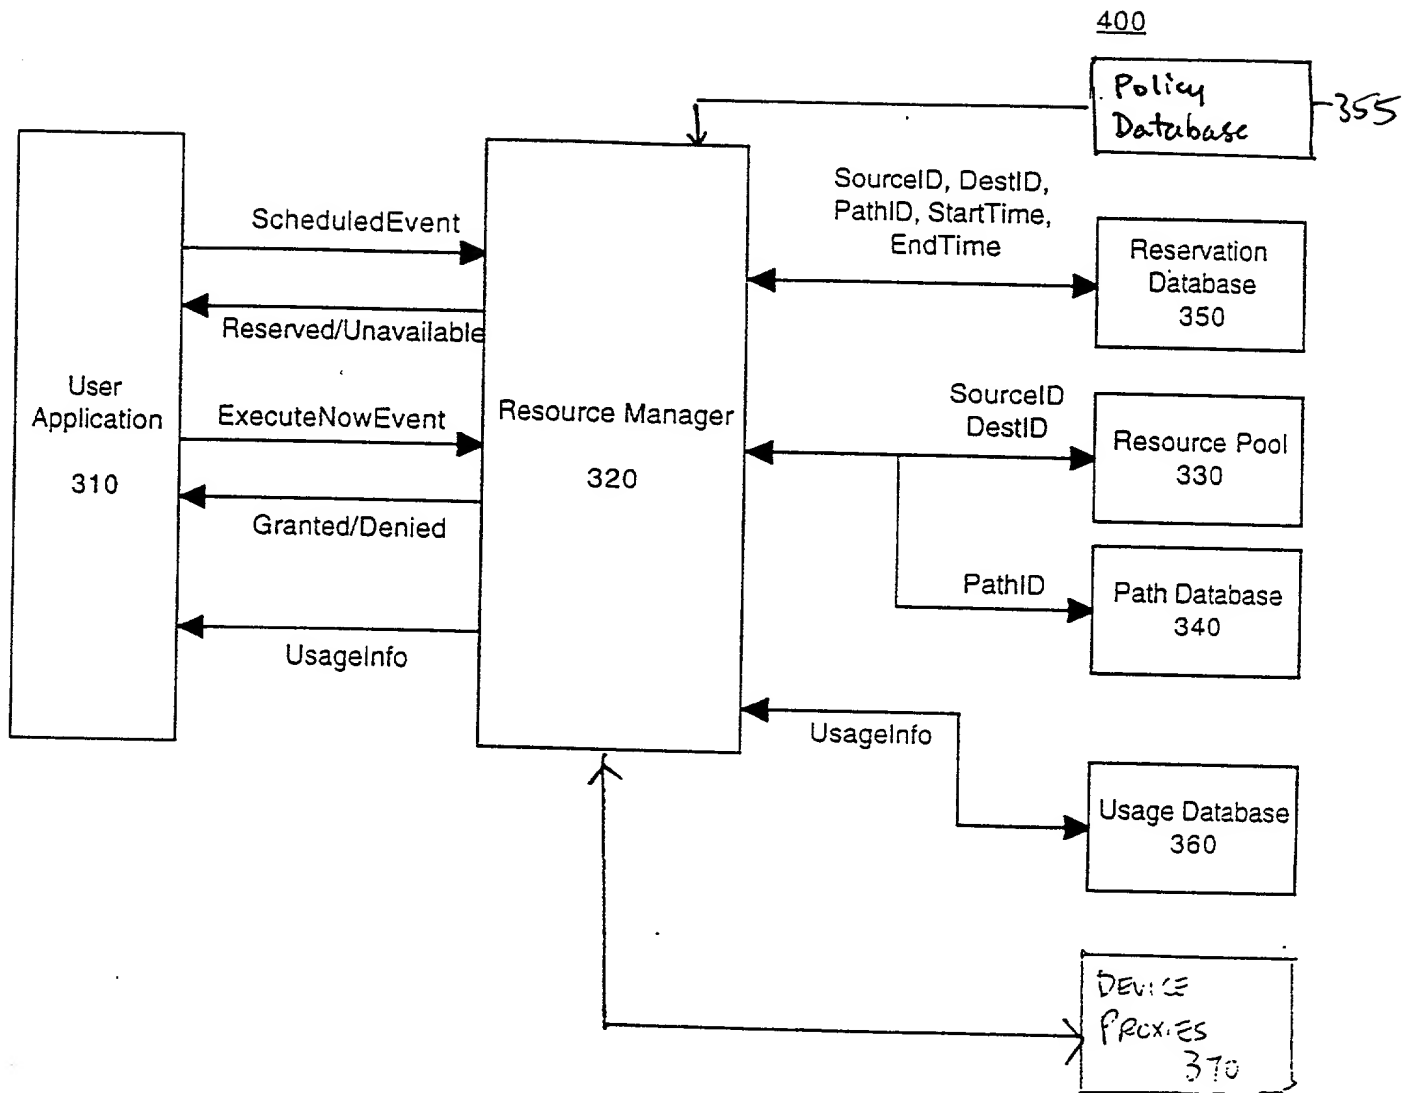 400
Policy
Database
355
SourceID, DestID,
PathID, StartTime,
EndTime
ScheduledEvent
Reservation
Database
350
Reserved/Unavailable
User
Application
310
ExecuteNowEvent
Resource Manager
320
SourceID
DestID
Resource Pool
330
Granted/Denied
PathID
Path Database
340
UsageInfo
UsageInfo
Usage Database
360
DEVICE
PROXIES
370